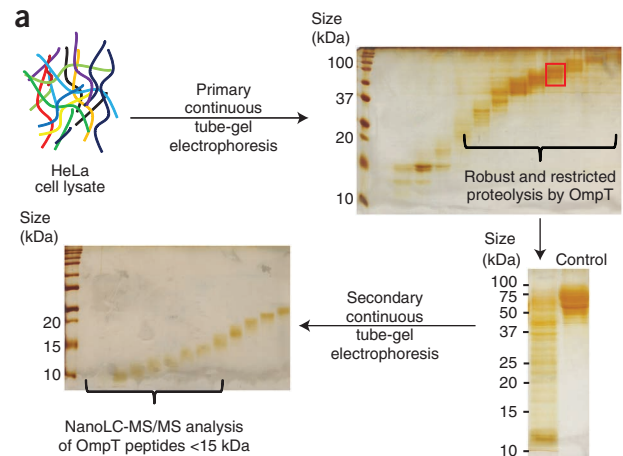 a
Size
(kDa)
100
37
20
10
HeLa
cell lysate
Primary
continuous
tube-gel
electrophoresis
Robust and restricted
proteolysis by OmpT
Size
(kDa)
Control
100
75
50
37
25
20
15
10
Secondary
continuous
tube-gel
electrophoresis
Size
(kDa)
20
15
10
NanoLC-MS/MS analysis
of OmpT peptides <15 kDa